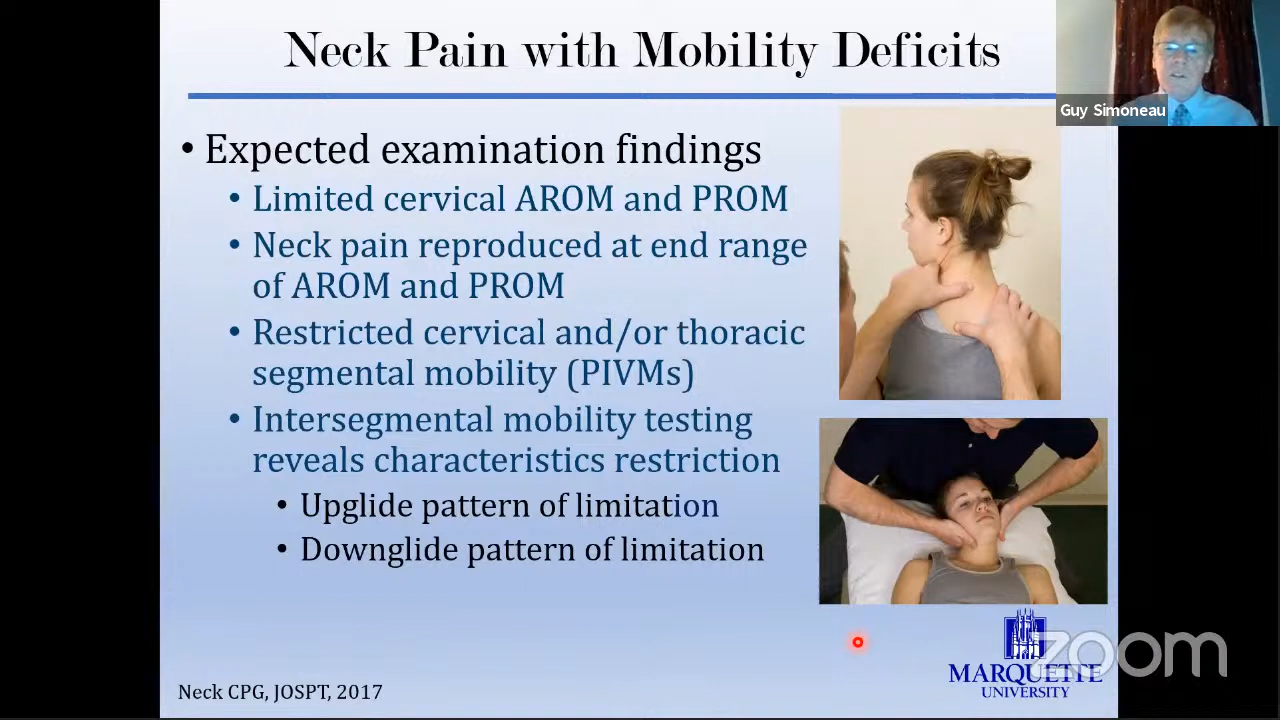 Neck Pain with Mobility Deficits
Guy Simoneau
• Expected examination findings
• Limited cervical AROM and PROM
• Neck pain reproduced at end range
of AROM and PROM
• Restricted cervical and/or thoracic
segmental mobility (PIVMs)
• Intersegmental mobility testing
reveals characteristics restriction
• Upglide pattern of limitation
• Downglide pattern of limitation
zoom
MARQUETTE
UNIVERSITY
Neck CPG, JOSPT, 2017